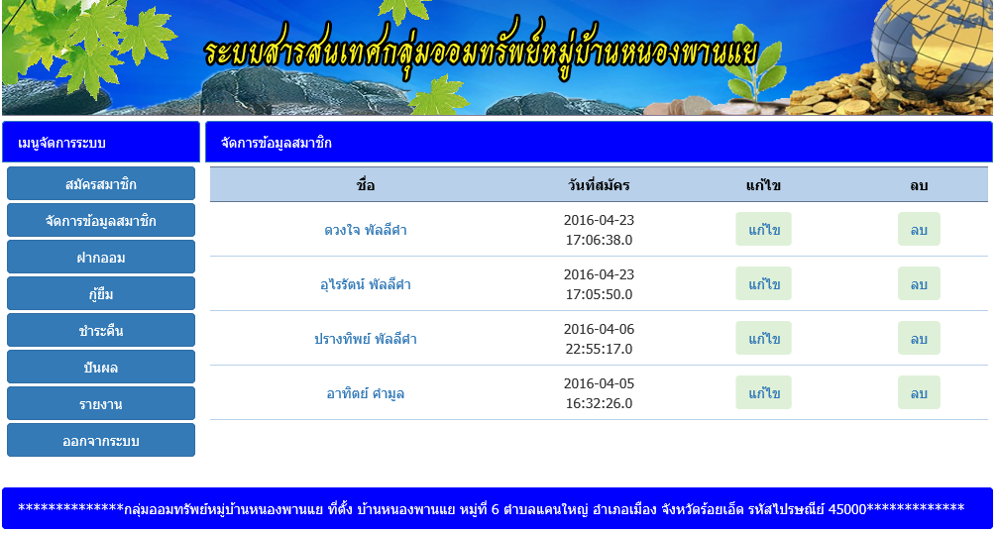 ระบบสารสนเทศกลุ่มออมทรัพย์หมู่บ้านหนองพานแย
เมนูจัดการระบบ
สมัครสมาชิก
จัดการข้อมูลสมาชิก
ฝากออม
กู้ยืม
ชำระคืน
ปันผล
รายงาน
ออกจากระบบ
จัดการข้อมูลสมาชิก
ชื่อ วันที่สมัคร แก้ไข ลบ
ดวงใจ พัลลีศำ 2016-04-23 แก้ไข ลบ
17:06:38.0
อุไรรัตน์ พัลลีศำ 2016-04-23 แก้ไข ลบ
17:05:50.0
ปรางทิพย์ พัลลีศำ 2016-04-06 แก้ไข ลบ
22:55:17.0
อาทิตย์ ศำมูล 2016-04-05 แก้ไข ลบ
16:32:26.0
**************กลุ่มออมทรัพย์หมู่บ้านหนองพานแย ที่ตั้ง บ้านหนองพานแย หมู่ที่ 6 ตำบลแคนใหญ่ อำเภอเมือง จังหวัดร้อยเอ็ด รหัสไปรษณีย์ 45000*************